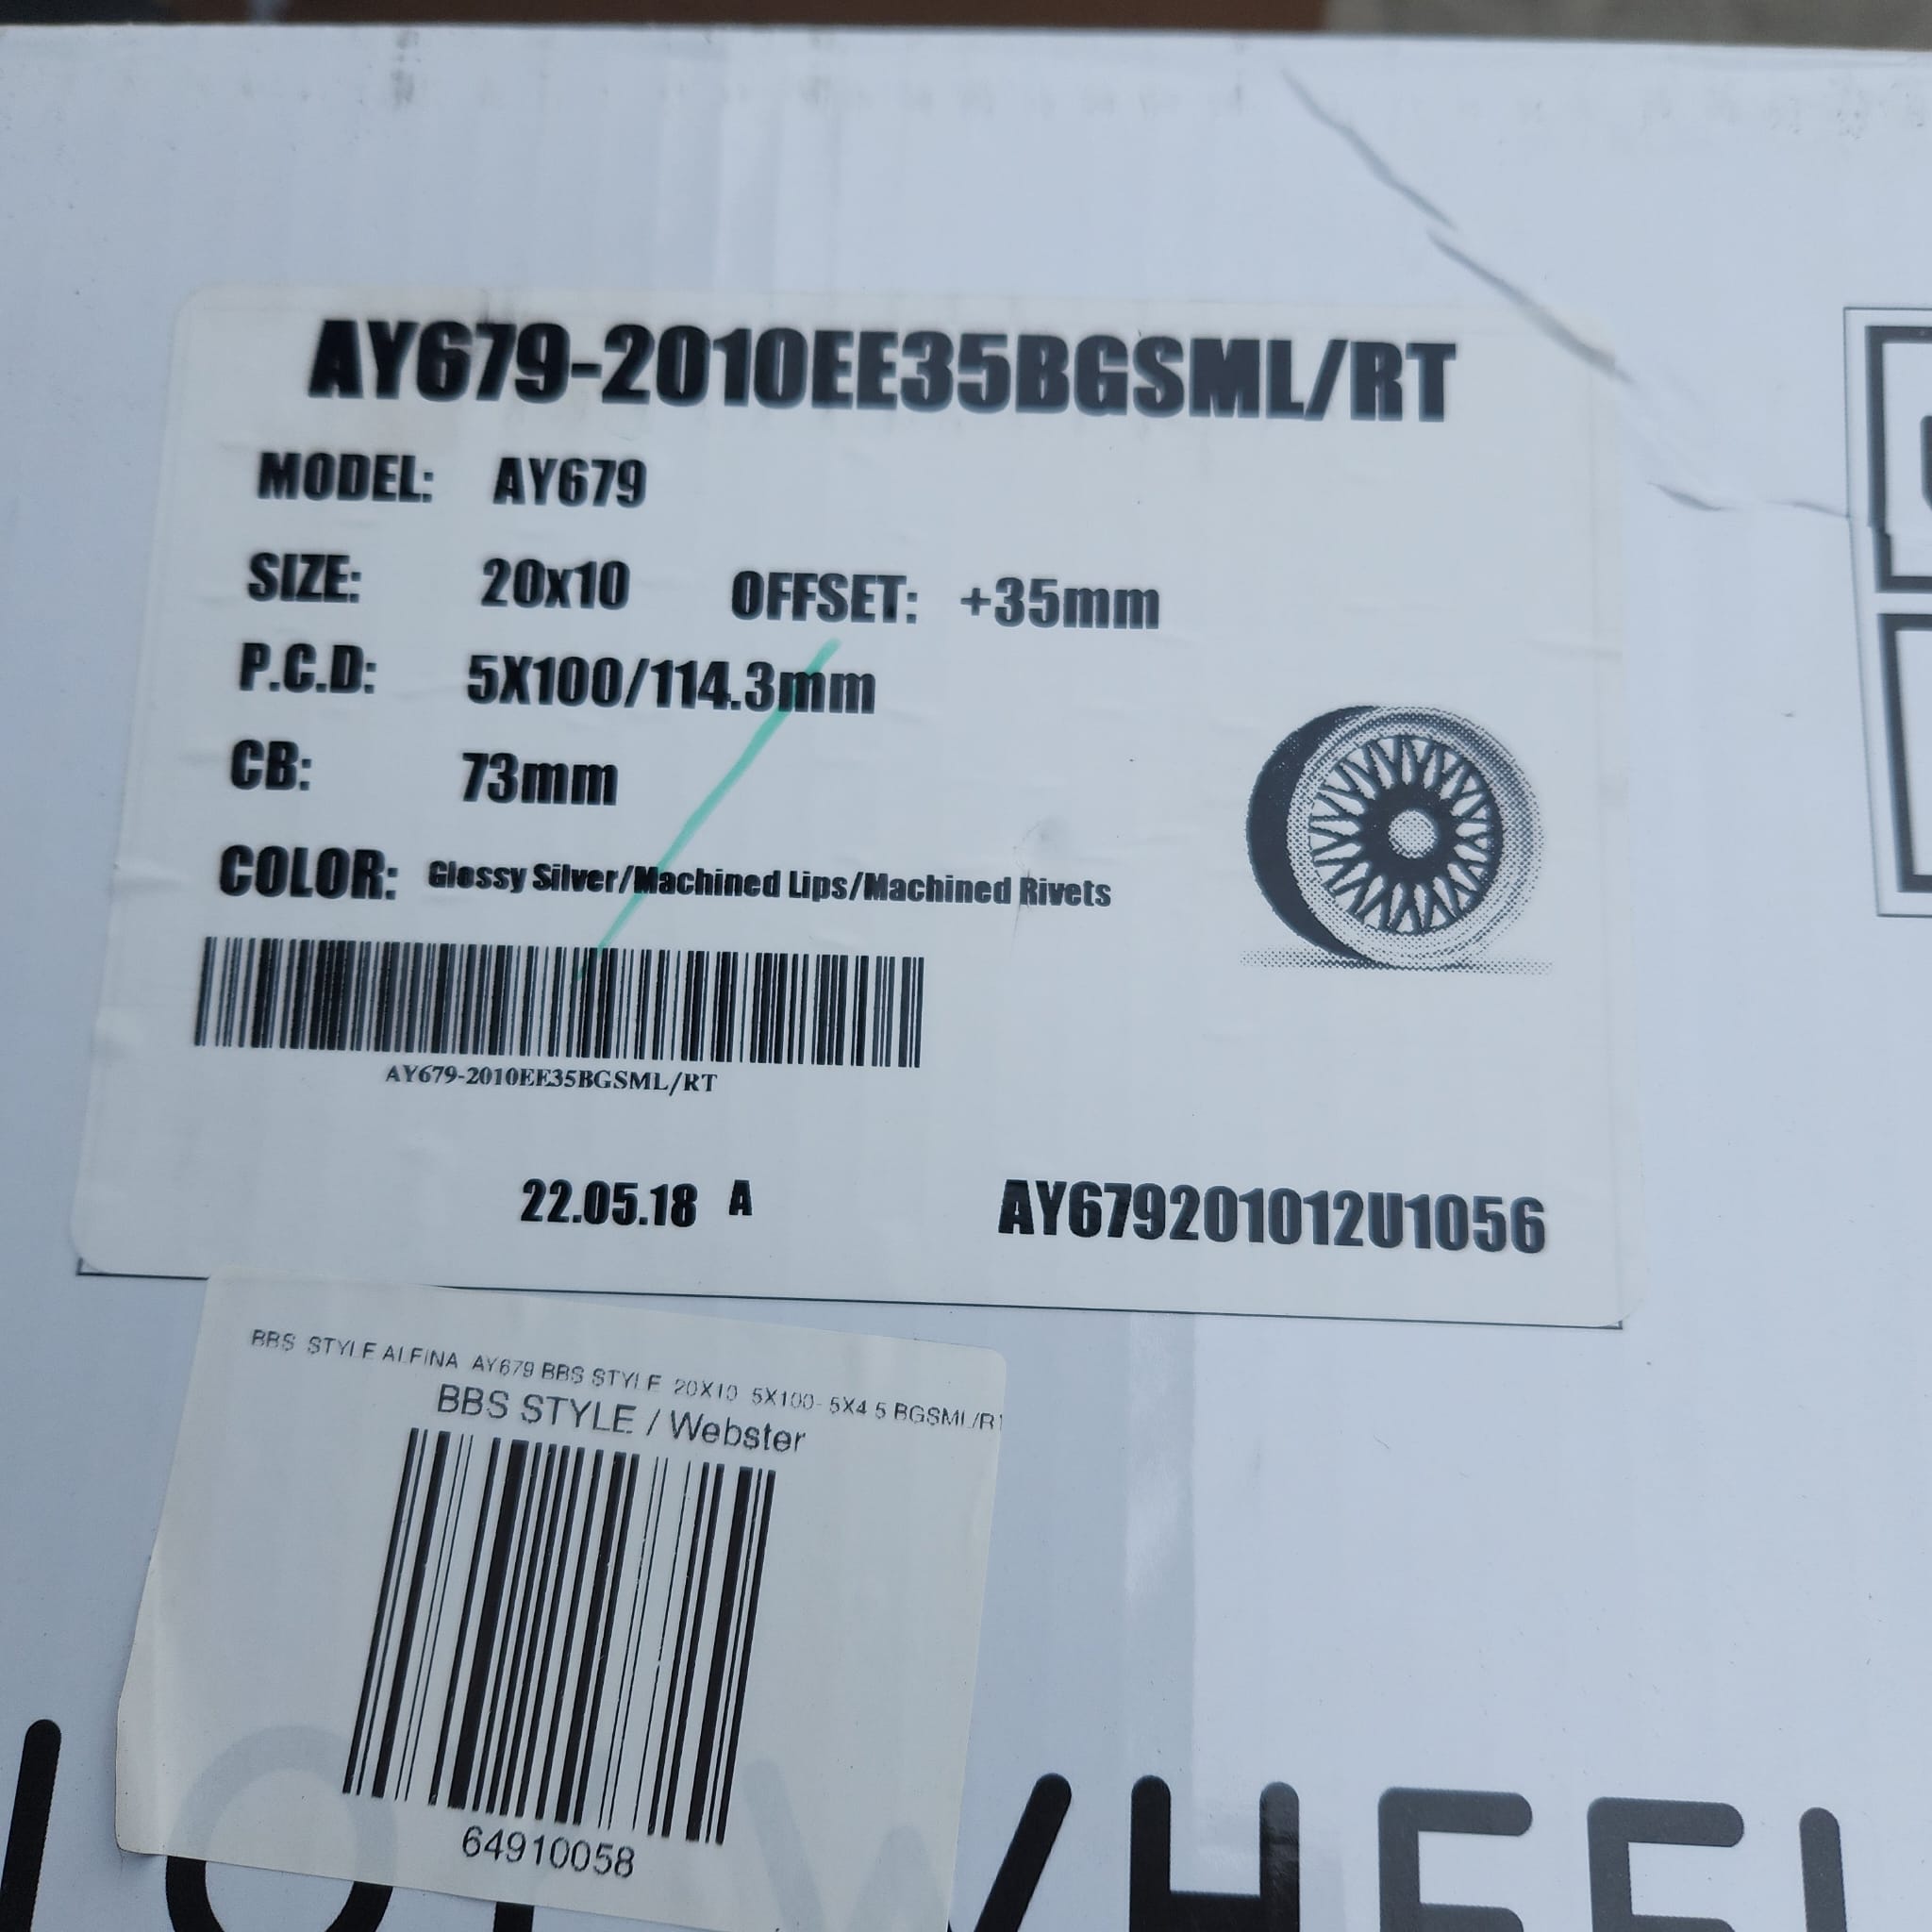 AY679-2010EE35BGSML/RT
MODEL: AY679
SIZE: 20x10 OFFSET: +35mm
P.C.D: 5X100/114.3mm
CB: 73mm
COLOR: Glossy Silver/Machined Lips/Machined Rivets
AY679-2010EE35BGSML/RT
22.05.18 A
AY679201012U1056
BBS STYLE ALFINA AY679 BBS STYLE 20X10 5X100- 5X4 5 BGSML/RT
BBS STYLE / Webster
64910058
WHEEL